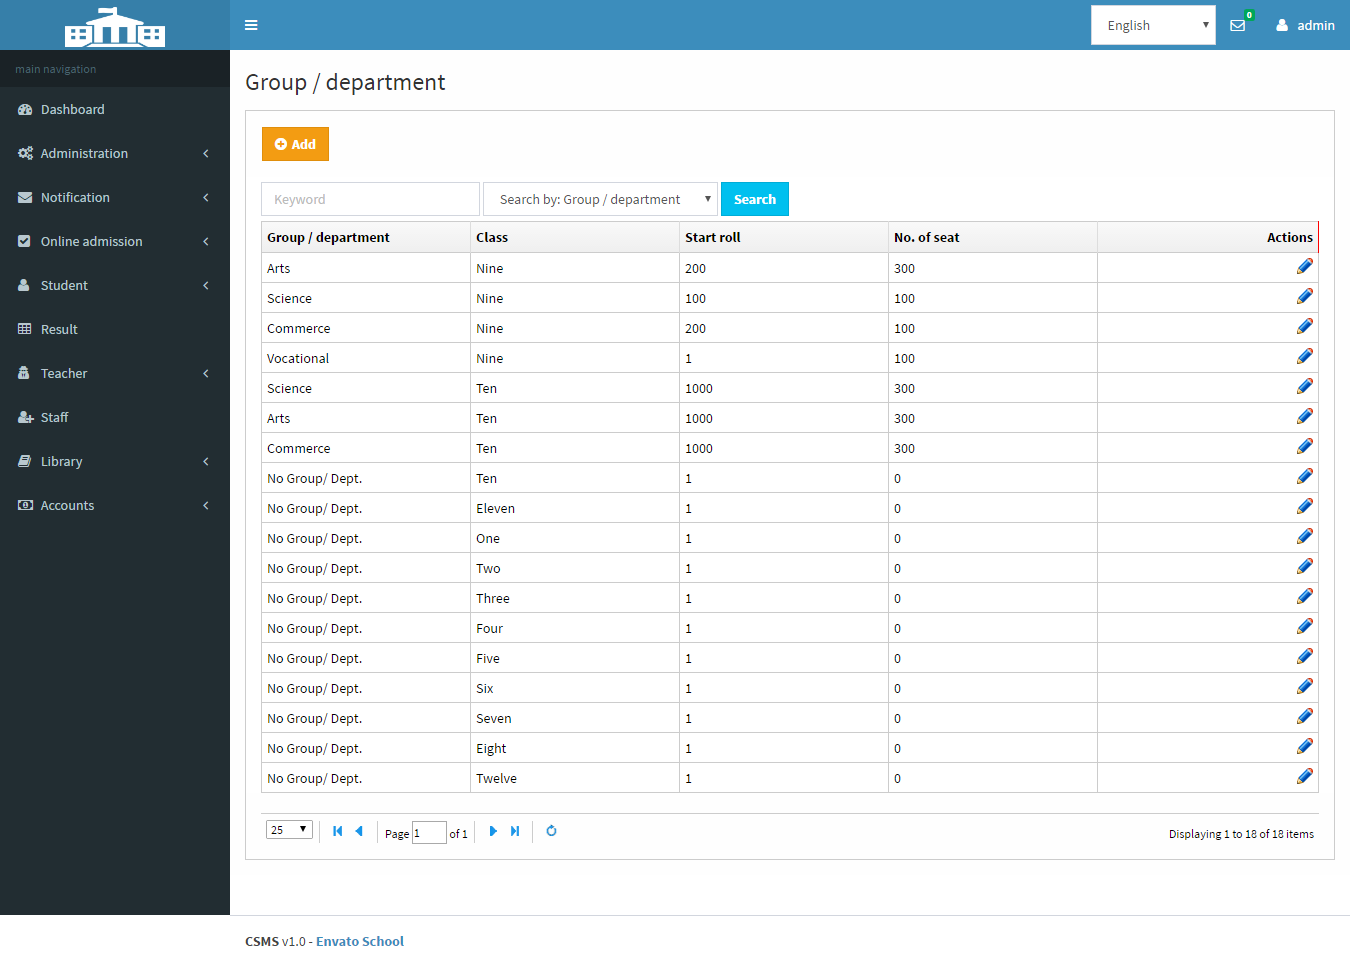 English 0 admin
main navigation
Dashboard
Administration
Notification
Online admission
Student
Result
Teacher
Staff
Library
Accounts
Group / department
Add
Keyword Search by: Group / department Search
Group / department Class Start roll No. of seat Actions
Arts Nine 200 300
Science Nine 100 100
Commerce Nine 200 100
Vocational Nine 1 100
Science Ten 1000 300
Arts Ten 1000 300
Commerce Ten 1000 300
No Group/ Dept. Ten 1 0
No Group/ Dept. Eleven 1 0
No Group/ Dept. One 1 0
No Group/ Dept. Two 1 0
No Group/ Dept. Three 1 0
No Group/ Dept. Four 1 0
No Group/ Dept. Five 1 0
No Group/ Dept. Six 1 0
No Group/ Dept. Seven 1 0
No Group/ Dept. Eight 1 0
No Group/ Dept. Twelve 1 0
25 Page 1 of 1 Displaying 1 to 18 of 18 items
CSMS v1.0 - Envato School